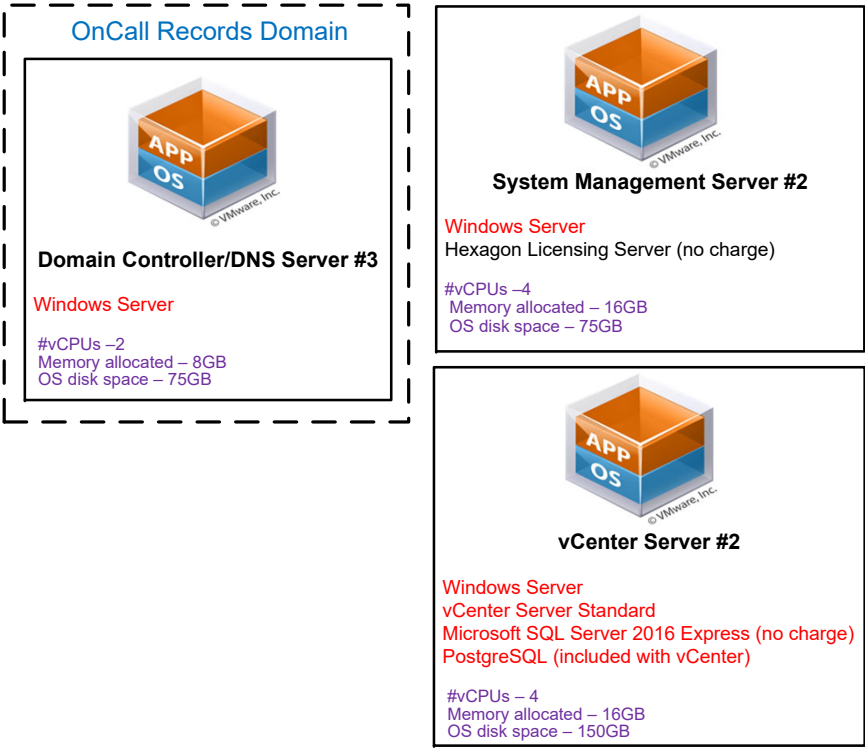 OnCall Records Domain
APP
OS
© VMware, Inc.
Domain Controller/DNS Server #3
Windows Server
#vCPUs –2
Memory allocated – 8GB
OS disk space – 75GB
APP
OS
© VMware, Inc.
System Management Server #2
Windows Server
Hexagon Licensing Server (no charge)
#vCPUs –4
Memory allocated – 16GB
OS disk space – 75GB
APP
OS
© VMware, Inc.
vCenter Server #2
Windows Server
vCenter Server Standard
Microsoft SQL Server 2016 Express (no charge)
PostgreSQL (included with vCenter)
#vCPUs – 4
Memory allocated – 16GB
OS disk space – 150GB